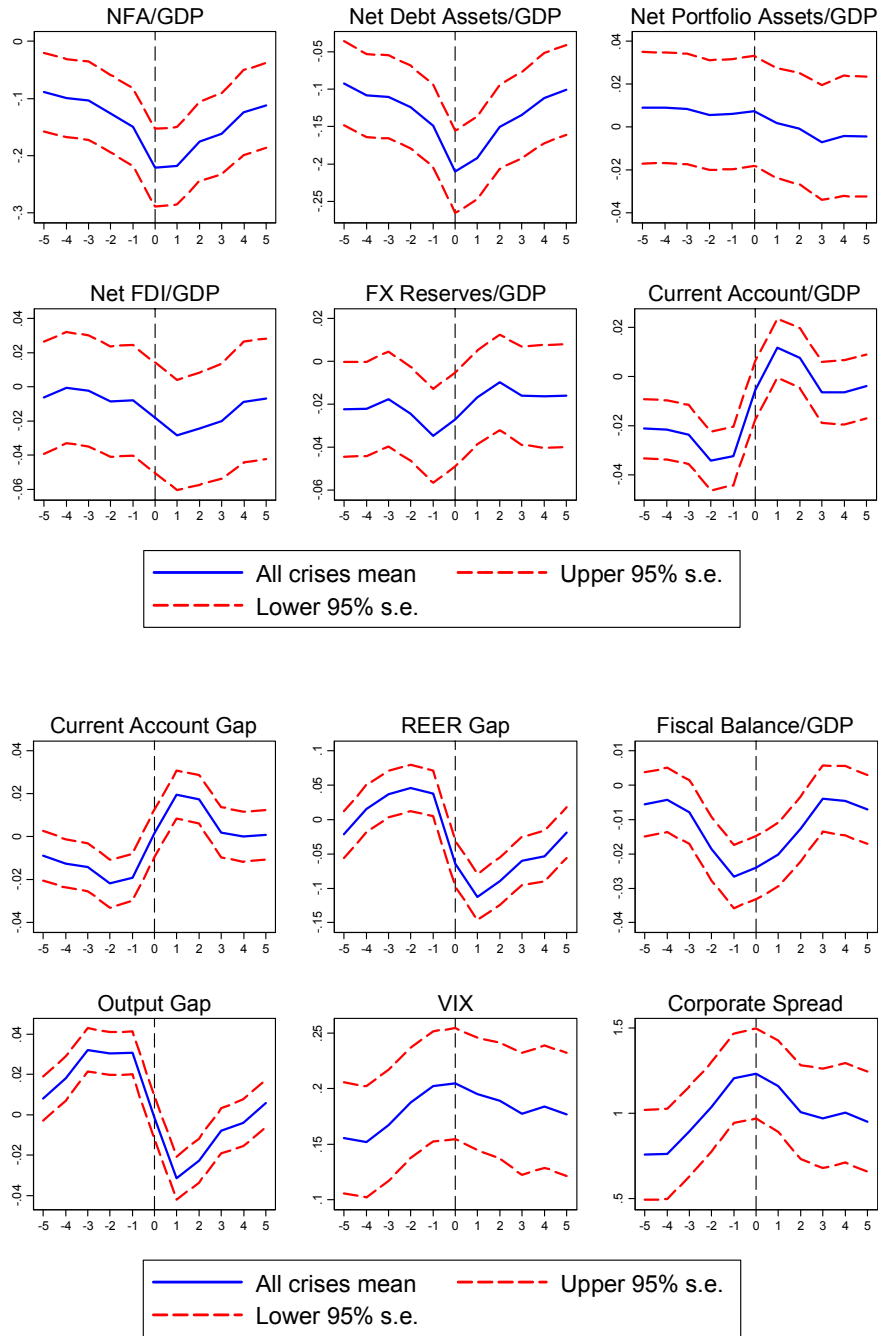 NFA/GDP
Net Debt Assets/GDP
Net Portfolio Assets/GDP
0
-.1
-.2
-.3
-5 -4 -3 -2 -1 0 1 2 3 4 5
-.05
-.1
-.15
-.2
-.25
-5 -4 -3 -2 -1 0 1 2 3 4 5
.04
.02
0
-.02
-.04
-5 -4 -3 -2 -1 0 1 2 3 4 5
Net FDI/GDP
FX Reserves/GDP
Current Account/GDP
.04
.02
0
-.02
-.04
-.06
-5 -4 -3 -2 -1 0 1 2 3 4 5
.02
0
-.02
-.04
-.06
-5 -4 -3 -2 -1 0 1 2 3 4 5
.02
0
-.02
-.04
-5 -4 -3 -2 -1 0 1 2 3 4 5
All crises mean
Upper 95% s.e.
Lower 95% s.e.
Current Account Gap
REER Gap
Fiscal Balance/GDP
.04
.02
0
-.02
-.04
-5 -4 -3 -2 -1 0 1 2 3 4 5
.1
.05
0
-.05
-.1
-.15
-5 -4 -3 -2 -1 0 1 2 3 4 5
.01
0
-.01
-.02
-.03
-.04
-5 -4 -3 -2 -1 0 1 2 3 4 5
Output Gap
VIX
Corporate Spread
.04
.02
0
-.02
-.04
-5 -4 -3 -2 -1 0 1 2 3 4 5
.25
.2
.15
.1
-5 -4 -3 -2 -1 0 1 2 3 4 5
1.5
1
.5
-5 -4 -3 -2 -1 0 1 2 3 4 5
All crises mean
Upper 95% s.e.
Lower 95% s.e.